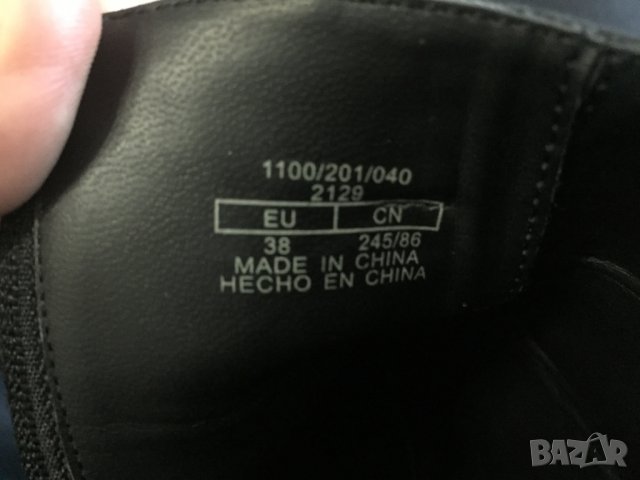 1100/201/040
2129
EU CN
38 245/86
MADE IN CHINA
HECHO EN CHINA
BAZAR